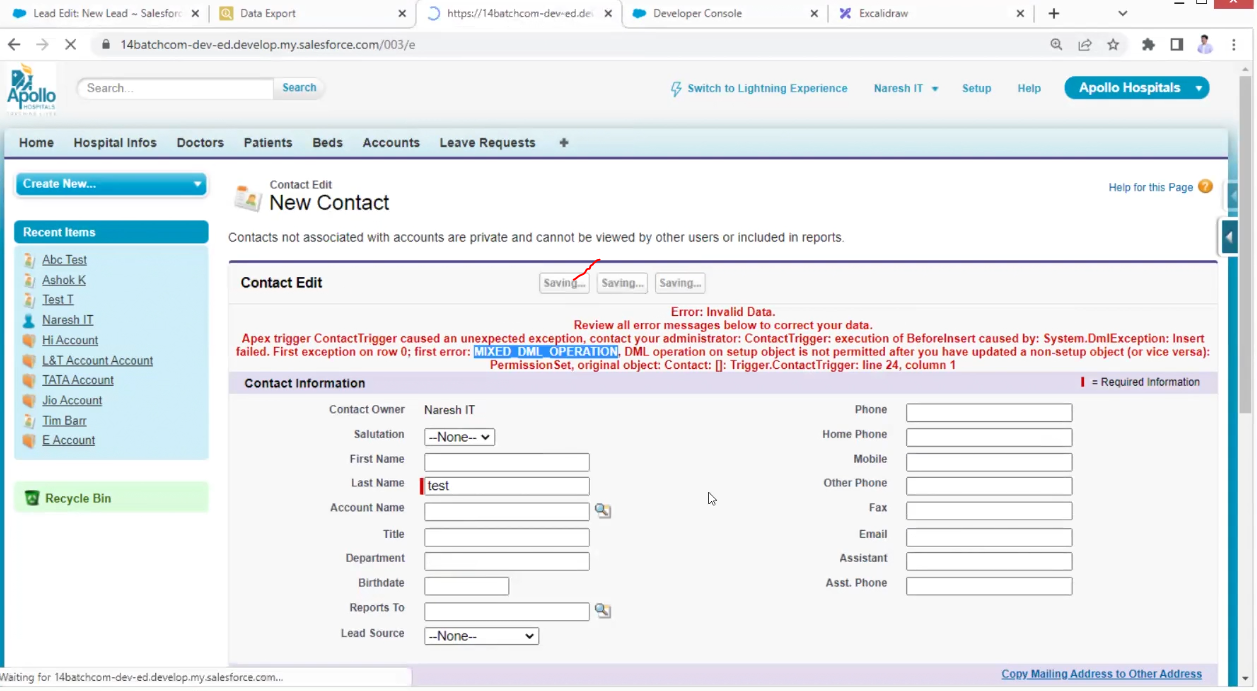 Lead Edit: New Lead ~ Salesforc
Data Export
https://14batchcom-dev-ed.de
Developer Console
Excalidraw
14batchcom-dev-ed.develop.my.salesforce.com/003/e
Apollo
HOSPITALS
Search...
Search
Switch to Lightning Experience
Naresh IT
Setup
Help
Apollo Hospitals
Home
Hospital Infos
Doctors
Patients
Beds
Accounts
Leave Requests
Create New...
Contact Edit
New Contact
Help for this Page
Contacts not associated with accounts are private and cannot be viewed by other users or included in reports.
Recent Items
Abc Test
Ashok K
Test T
Naresh IT
Hi Account
L&T Account Account
TATA Account
Jio Account
Tim Barr
E Account
Recycle Bin
Contact Edit
Saving...
Saving...
Saving...
Error: Invalid Data.
Review all error messages below to correct your data.
Apex trigger ContactTrigger caused an unexpected exception, contact your administrator: ContactTrigger: execution of BeforeInsert caused by: System.DmlException: Insert
failed. First exception on row 0; first error: MIXED_DML_OPERATION, DML operation on setup object is not permitted after you have updated a non-setup object (or vice versa):
PermissionSet, original object: Contact: []: Trigger.ContactTrigger: line 24, column 1
Contact Information
= Required Information
Contact Owner
Naresh IT
Phone
Salutation
--None--
Home Phone
First Name
Mobile
Last Name
test
Other Phone
Account Name
Fax
Title
Email
Department
Assistant
Birthdate
Asst. Phone
Reports To
Lead Source
--None--
Copy Mailing Address to Other Address
Waiting for 14batchcom-dev-ed.develop.my.salesforce.com...